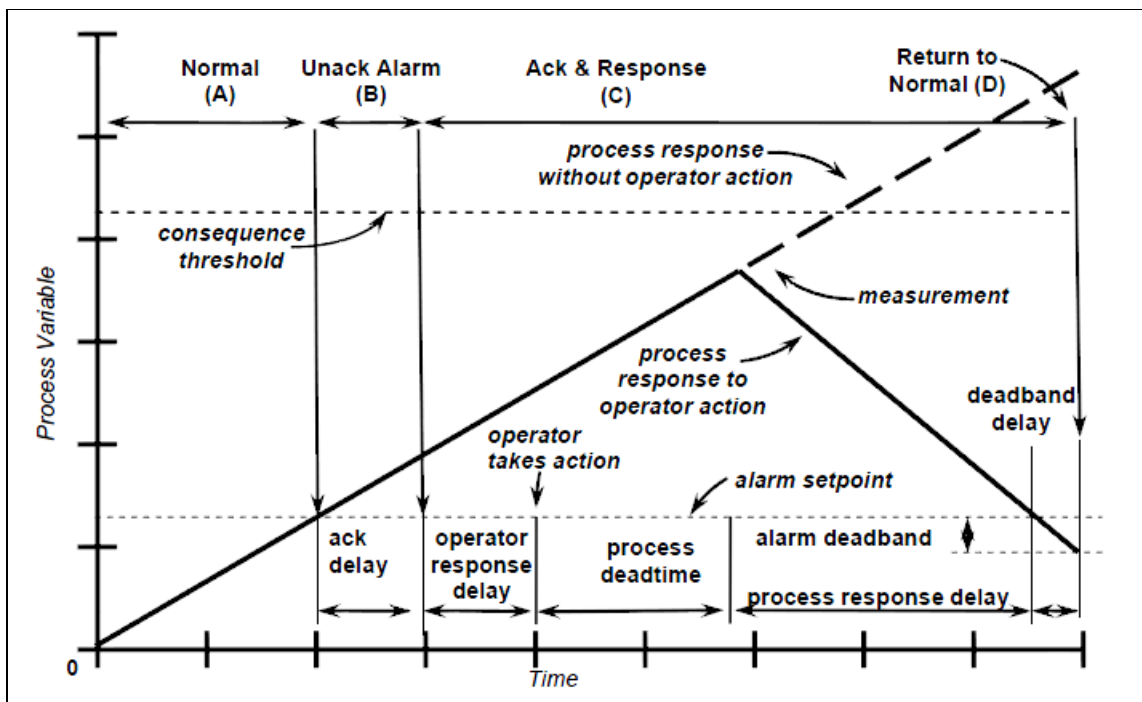 Normal
(A)
Unack Alarm
(B)
Ack & Response
(C)
Return to
Normal (D)
process response
without operator action
consequence
threshold
measurement
process
response to
operator action
deadband
delay
operator
takes action
alarm setpoint
ack
delay
operator
response
delay
process
deadtime
alarm deadband
process response delay
Process Variable
0
Time